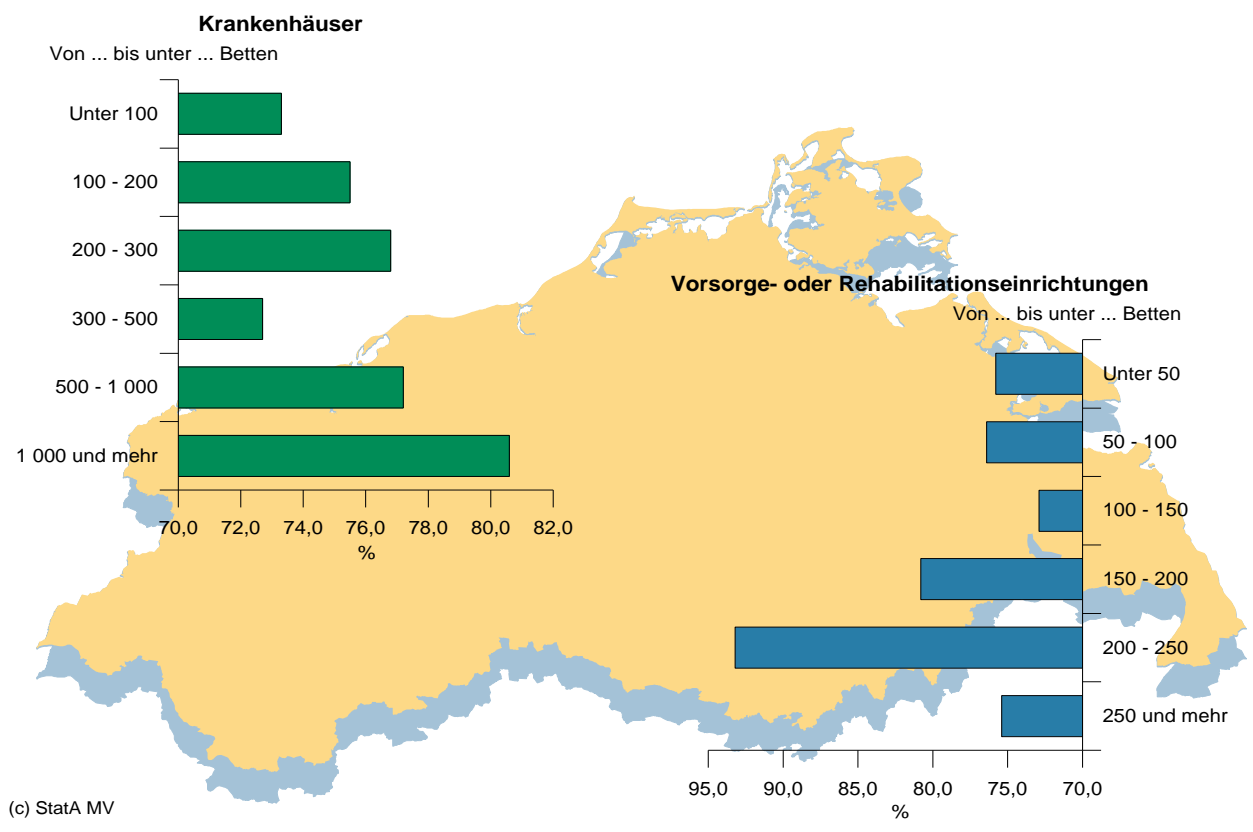 Krankenhäuser
Von ... bis unter ... Betten
Unter 100
100 - 200
200 - 300
300 - 500
500 - 1 000
1 000 und mehr
70,0 72,0 74,0 76,0 78,0 80,0 82,0
%
Vorsorge- oder Rehabilitationseinrichtungen
Von ... bis unter ... Betten
Unter 50
50 - 100
100 - 150
150 - 200
200 - 250
250 und mehr
95,0 90,0 85,0 80,0 75,0 70,0
%
(c) StatA MV